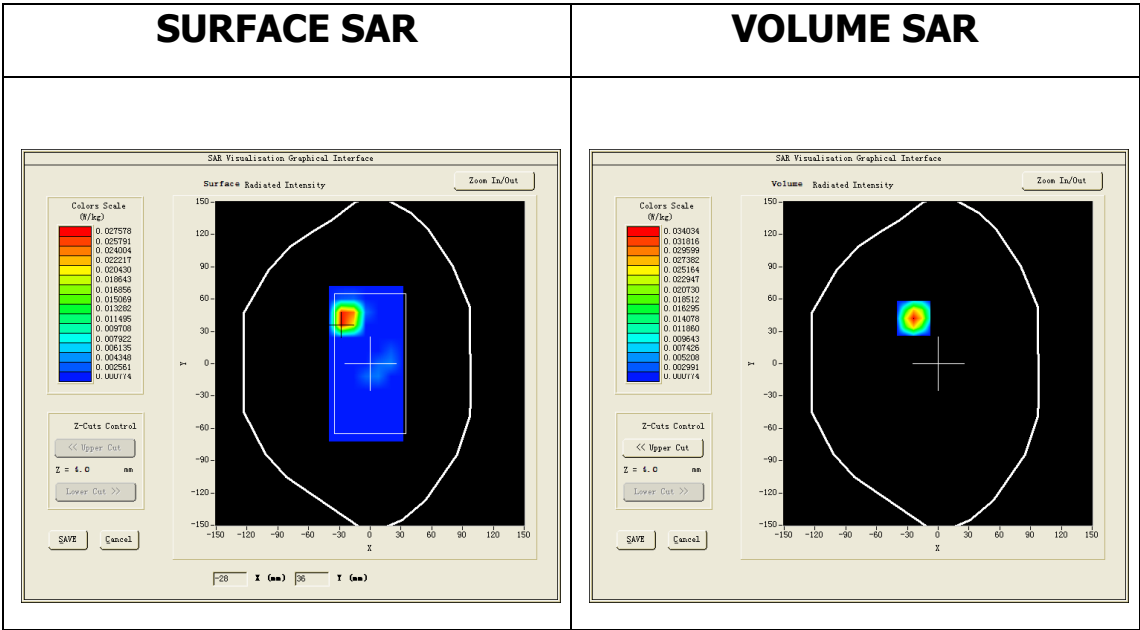 SURFACE SAR
VOLUME SAR
SAR Visualisation Graphical Interface
Surface Radiated Intensity
Zoom In/Out
Colors Scale
(W/kg)
0.027578
0.025791
0.024004
0.022217
0.020430
0.018643
0.016856
0.015069
0.013282
0.011495
0.009708
0.007922
0.006135
0.004348
0.002561
0.000774
Z-Cuts Control
<< Upper Cut
Z = 4.0 mm
Lower Cut >>
SAVE Cancel
150
120
90
60
30
0
-30
-60
-90
-120
-150
Y
-150 -120 -90 -60 -30 0 30 60 90 120 150
X
-28 X (mm) 36 Y (mm)
SAR Visualisation Graphical Interface
Volume Radiated Intensity
Zoom In/Out
Colors Scale
(W/kg)
0.034034
0.031816
0.029599
0.027382
0.025164
0.022947
0.020730
0.018512
0.016295
0.014078
0.011860
0.009643
0.007426
0.005208
0.002991
0.000774
Z-Cuts Control
<< Upper Cut
Z = 4.0 mm
Lower Cut >>
SAVE Cancel
150
120
90
60
30
0
-30
-60
-90
-120
-150
Y
-150 -120 -90 -60 -30 0 30 60 90 120 150
X